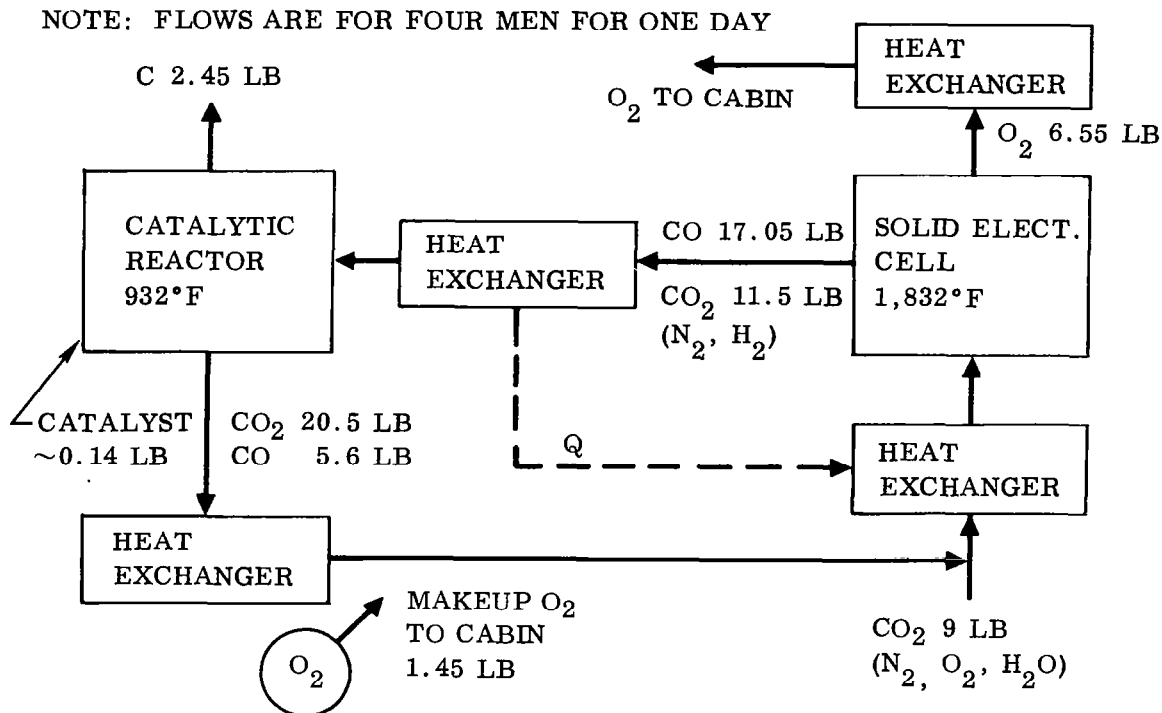 NOTE: FLOWS ARE FOR FOUR MEN FOR ONE DAY
C 2.45 LB
HEAT
EXCHANGER
O2 TO CABIN
O2 6.55 LB
CATALYTIC
REACTOR
932°F
HEAT
EXCHANGER
CO 17.05 LB
CO2 11.5 LB
(N2, H2)
SOLID ELECT.
CELL
1,832°F
CATALYST
~0.14 LB
CO2 20.5 LB
CO 5.6 LB
Q
HEAT
EXCHANGER
HEAT
EXCHANGER
O2
MAKEUP O2
TO CABIN
1.45 LB
CO2 9 LB
(N2, O2, H2O)